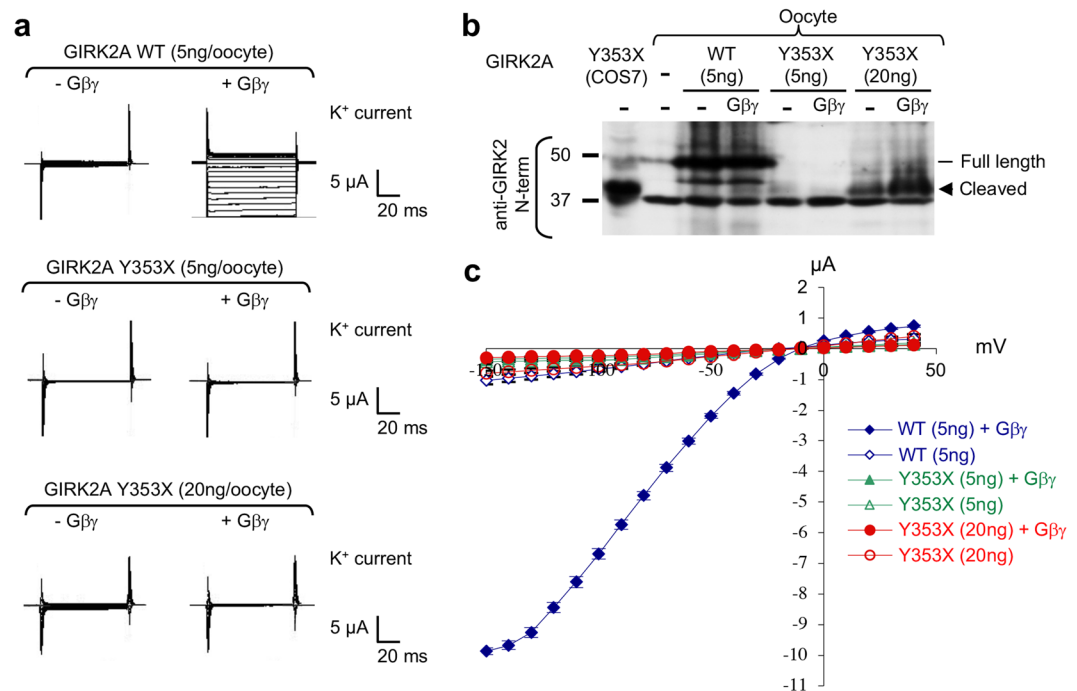 a
GIRK2A WT (5ng/oocyte)
- Gβγ
+ Gβγ
K+ current
5 µA
20 ms
GIRK2A Y353X (5ng/oocyte)
- Gβγ
+ Gβγ
K+ current
5 µA
20 ms
GIRK2A Y353X (20ng/oocyte)
- Gβγ
+ Gβγ
K+ current
5 µA
20 ms
b
Oocyte
GIRK2A
Y353X (COS7)
-
WT (5ng)
Y353X (5ng)
Y353X (20ng)
- - - Gβγ - Gβγ - Gβγ
anti-GIRK2 N-term
50
37
Full length
Cleaved
c
µA
2
1
0
-1
-2
-3
-4
-5
-6
-7
-8
-9
-10
-11
-150 -100 -50 0 50
mV
WT (5ng) + Gβγ
WT (5ng)
Y353X (5ng) + Gβγ
Y353X (5ng)
Y353X (20ng) + Gβγ
Y353X (20ng)